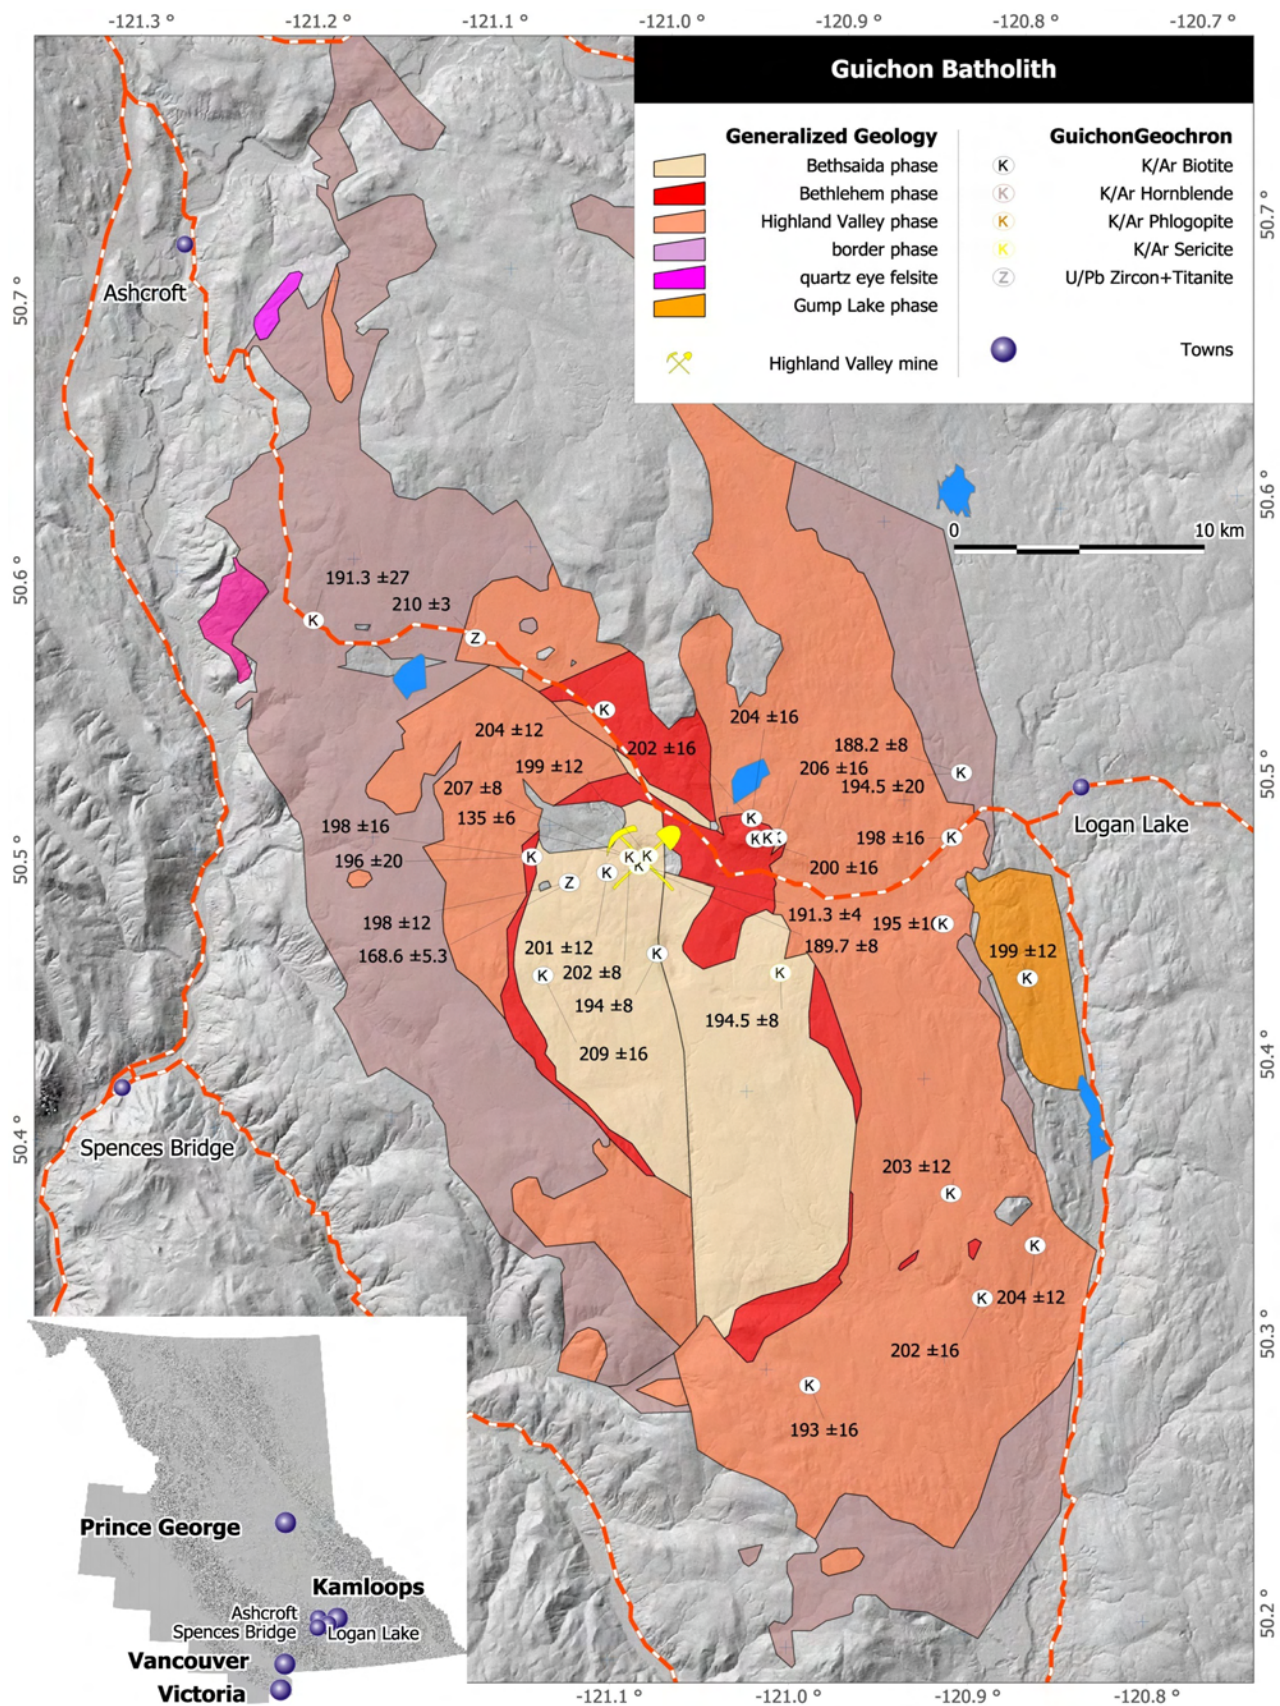 -121.3 °
-121.2 °
-121.1 °
-121.0 °
-120.9 °
-120.8 °
-120.7 °
Guichon Batholith
Generalized Geology
Bethsaida phase
Bethlehem phase
Highland Valley phase
border phase
quartz eye felsite
Gump Lake phase
Highland Valley mine
GuichonGeochron
K K/Ar Biotite
K K/Ar Hornblende
K K/Ar Phlogopite
K K/Ar Sericite
Z U/Pb Zircon+Titanite
Towns
50.7 °
50.7 °
Ashcroft
50.6 °
0 10 km
50.6 °
191.3 ±27
K
210 ±3
Z
K
204 ±12
202 ±16
204 ±16
199 ±12
188.2 ±8
206 ±16
194.5 ±20
K
50.5 °
207 ±8
135 ±6
Logan Lake
198 ±16
196 ±20
K
K
K
K
198 ±16
K
50.5 °
200 ±16
K
K
K
K
K
Z
198 ±12
168.6 ±5.3
201 ±12
202 ±8
194 ±8
K
K
191.3 ±4
189.7 ±8
195 ±1
K
199 ±12
K
K
194.5 ±8
209 ±16
50.4 °
50.4 °
Spences Bridge
203 ±12
K
K
K
204 ±12
202 ±16
50.3 °
K
193 ±16
Prince George
Kamloops
Ashcroft
Spences Bridge
Logan Lake
Vancouver
Victoria
50.2 °
-121.1 °
-121.0 °
-120.9 °
-120.8 °